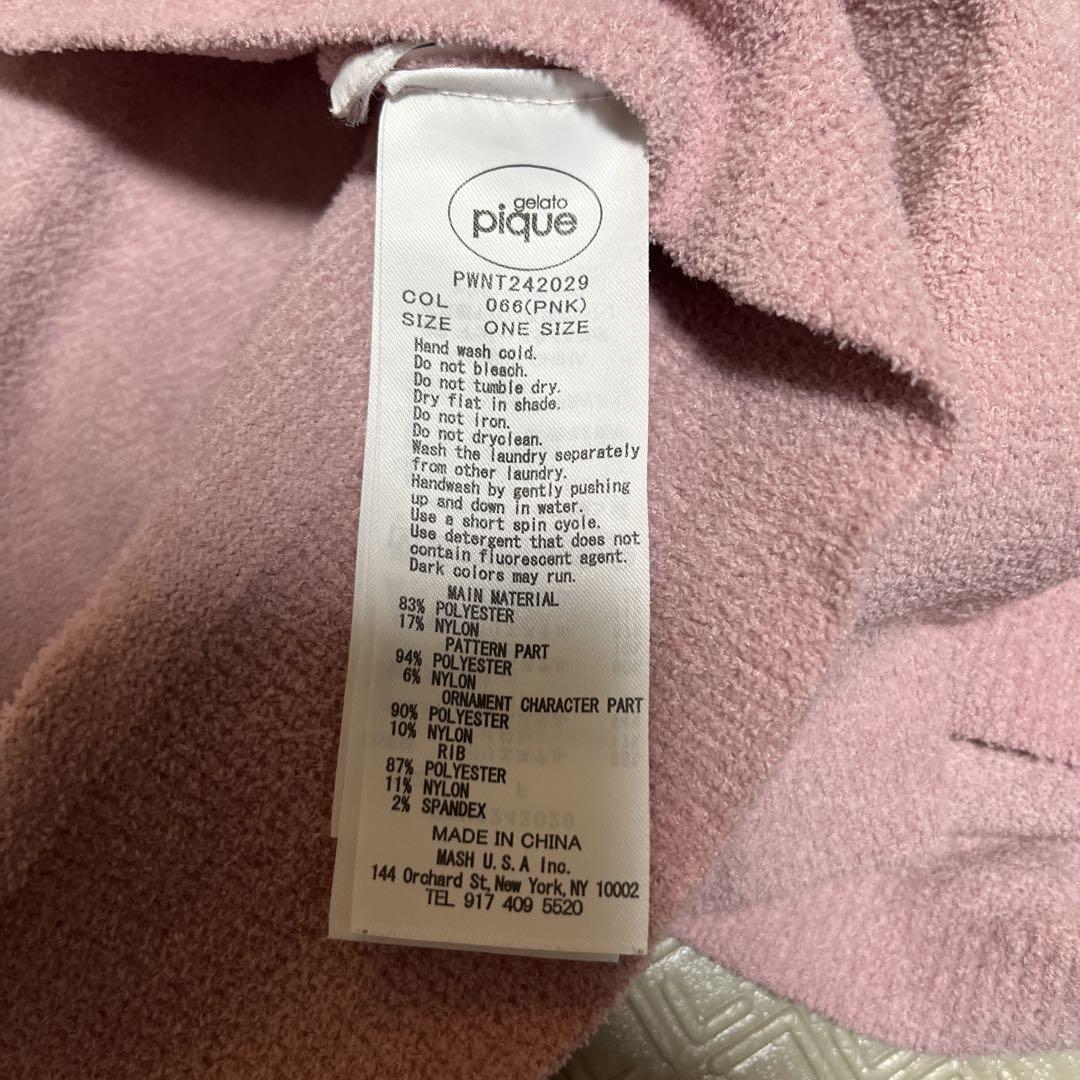 gelato
pique
PWNT242029
COL 066(PNK)
SIZE ONE SIZE
Hand wash cold.
Do not bleach.
Do not tumble dry.
Dry flat in shade.
Do not iron.
Do not dryclean.
Wash the laundry separately
from other laundry.
Handwash by gently pushing
up and down in water.
Use a short spin cycle.
Use detergent that does not
contain fluorescent agent.
Dark colors may run.
MAIN MATERIAL
83% POLYESTER
17% NYLON
PATTERN PART
94% POLYESTER
6% NYLON
ORNAMENT CHARACTER PART
90% POLYESTER
10% NYLON
RIB
87% POLYESTER
11% NYLON
2% SPANDEX
MADE IN CHINA
MASH U.S.A Inc.
144 Orchard St, New York, NY 10002
TEL 917 409 5520